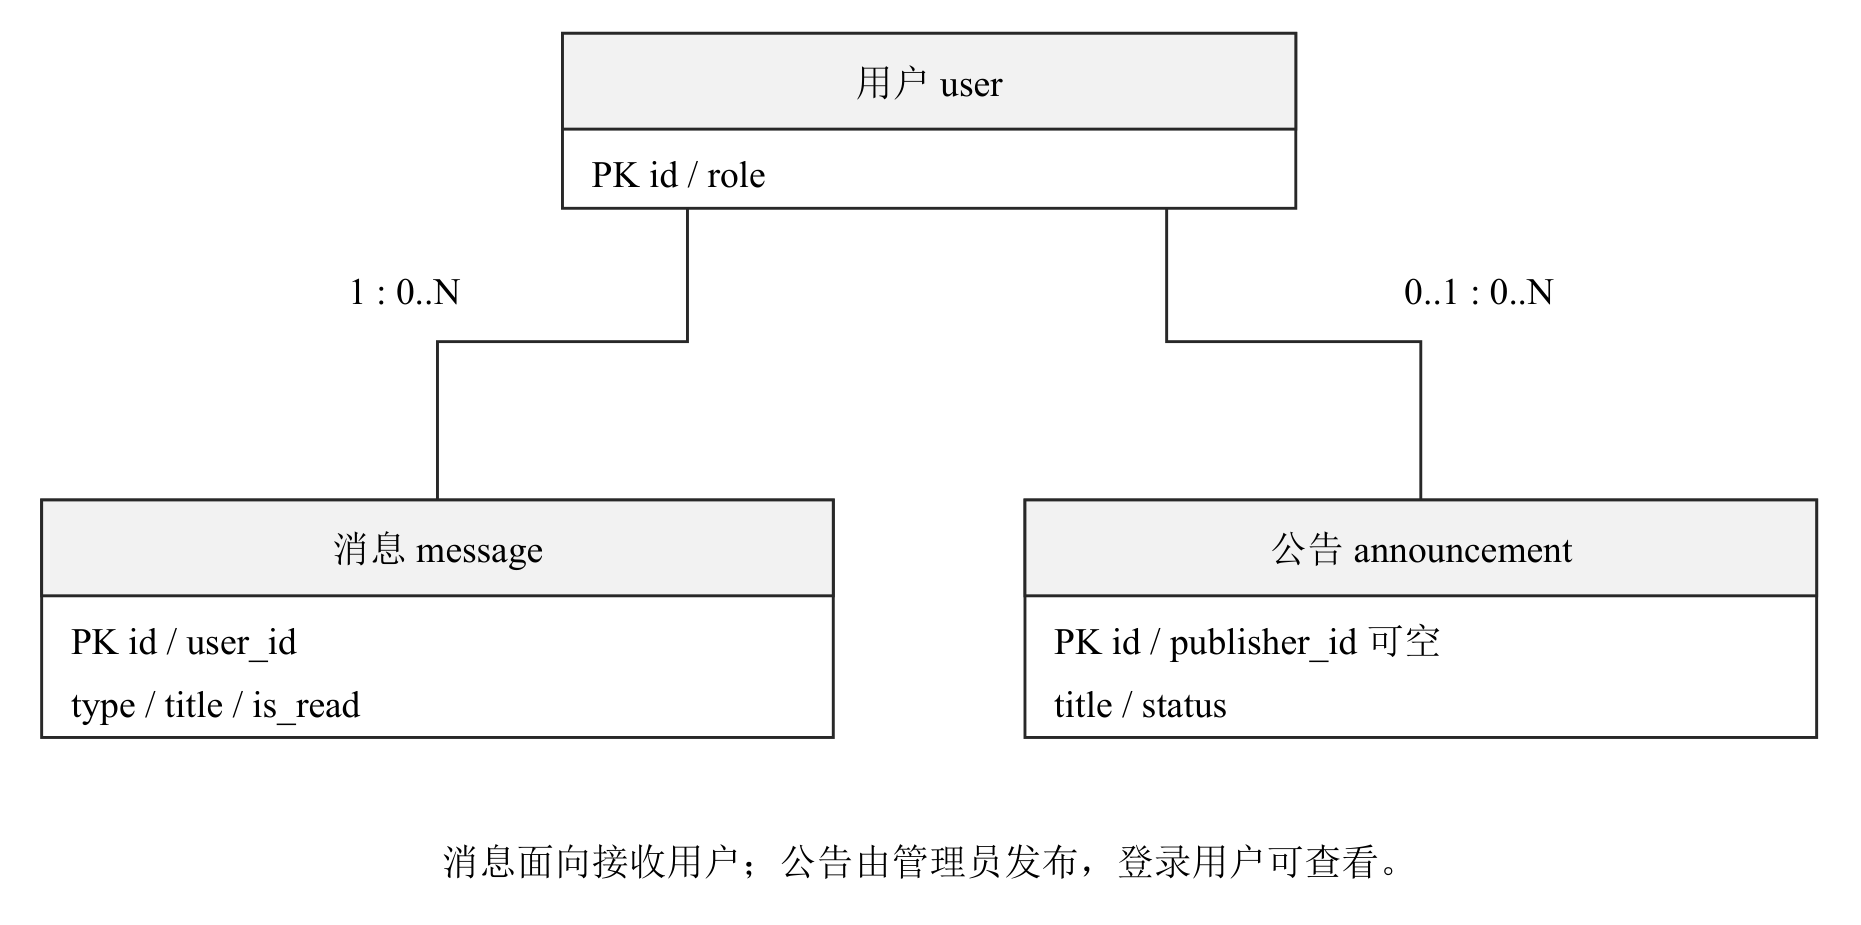 用户 user
PK id / role
1 : 0..N
0..1 : 0..N
消息 message
PK id / user_id
type / title / is_read
公告 announcement
PK id / publisher_id 可空
title / status
消息面向接收用户；公告由管理员发布，登录用户可查看。